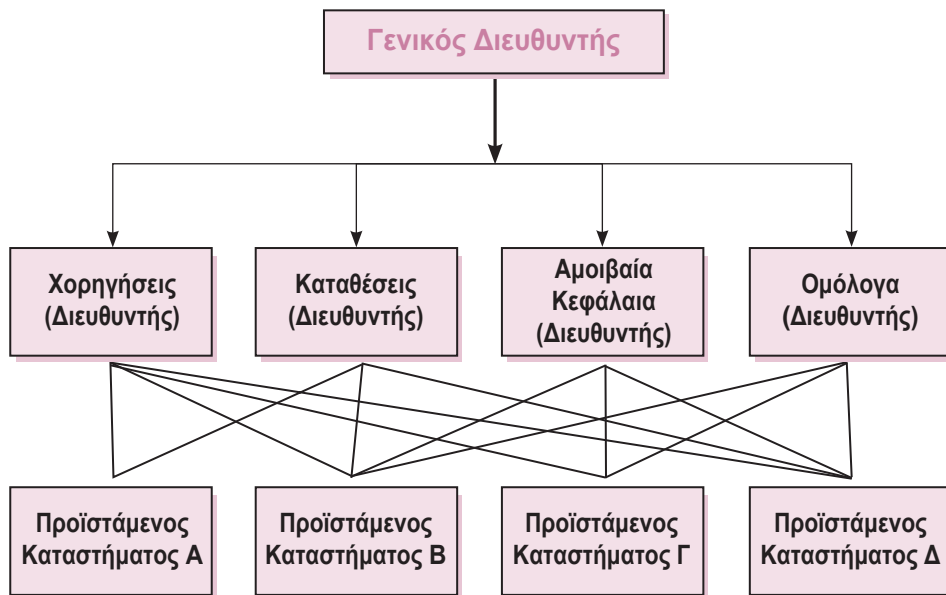 Γενικός Διευθυντής
Χορηγήσεις
(Διευθυντής)
Καταθέσεις
(Διευθυντής)
Αμοιβαία
Κεφάλαια
(Διευθυντής)
Ομόλογα
(Διευθυντής)
Προϊστάμενος
Καταστήματος Α
Προϊστάμενος
Καταστήματος Β
Προϊστάμενος
Καταστήματος Γ
Προϊστάμενος
Καταστήματος Δ